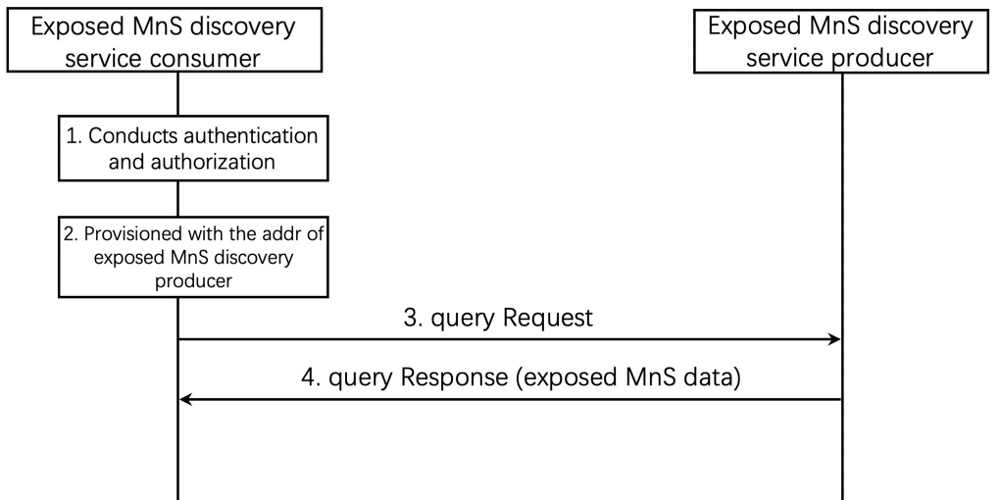 Exposed MnS discovery
service consumer
Exposed MnS discovery
service producer
1. Conducts authentication
and authorization
2. Provisioned with the addr of
exposed MnS discovery
producer
3. query Request
4. query Response (exposed MnS data)